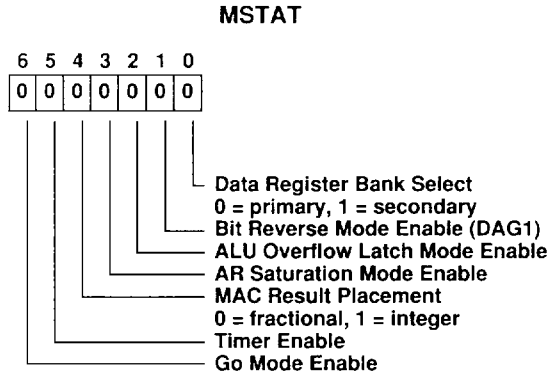 MSTAT
6 5 4 3 2 1 0
0 0 0 0 0 0 0
Data Register Bank Select
0 = primary, 1 = secondary
Bit Reverse Mode Enable (DAG1)
ALU Overflow Latch Mode Enable
AR Saturation Mode Enable
MAC Result Placement
0 = fractional, 1 = integer
Timer Enable
Go Mode Enable